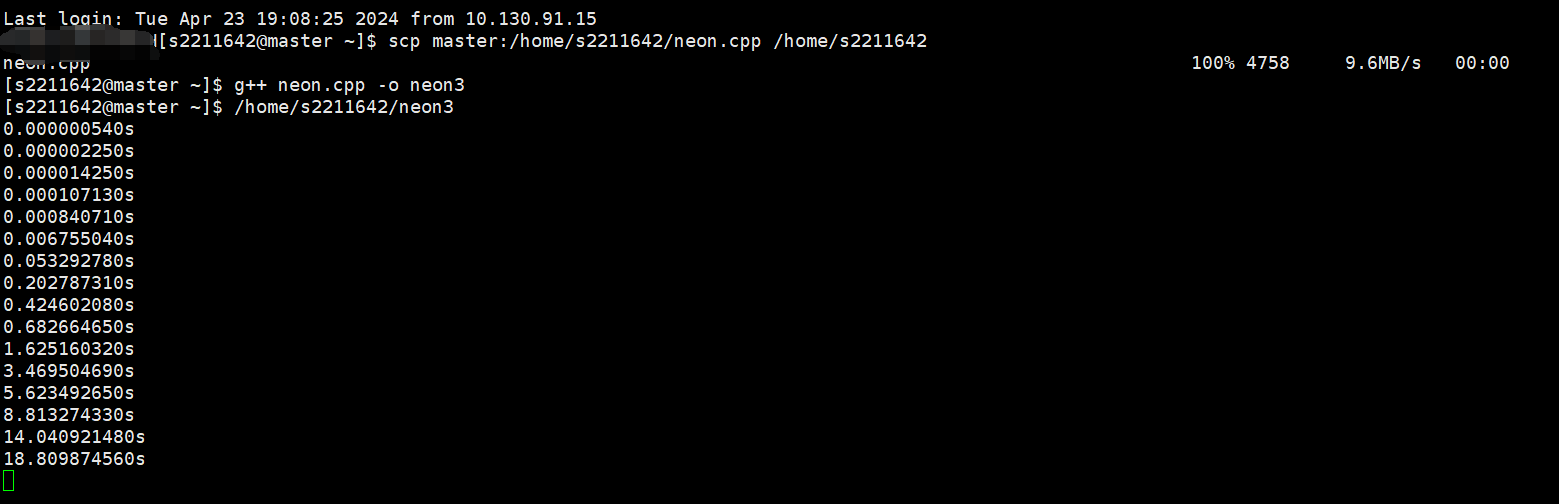 Last login: Tue Apr 23 19:08:25 2024 from 10.130.91.15
[s2211642@master ~]$ scp master:/home/s2211642/neon.cpp /home/s2211642
neon.cpp 100% 4758 9.6MB/s 00:00
[s2211642@master ~]$ g++ neon.cpp -o neon3
[s2211642@master ~]$ /home/s2211642/neon3
0.000000540s
0.000002250s
0.000014250s
0.000107130s
0.000840710s
0.006755040s
0.053292780s
0.202787310s
0.424602080s
0.682664650s
1.625160320s
3.469504690s
5.623492650s
8.813274330s
14.040921480s
18.809874560s